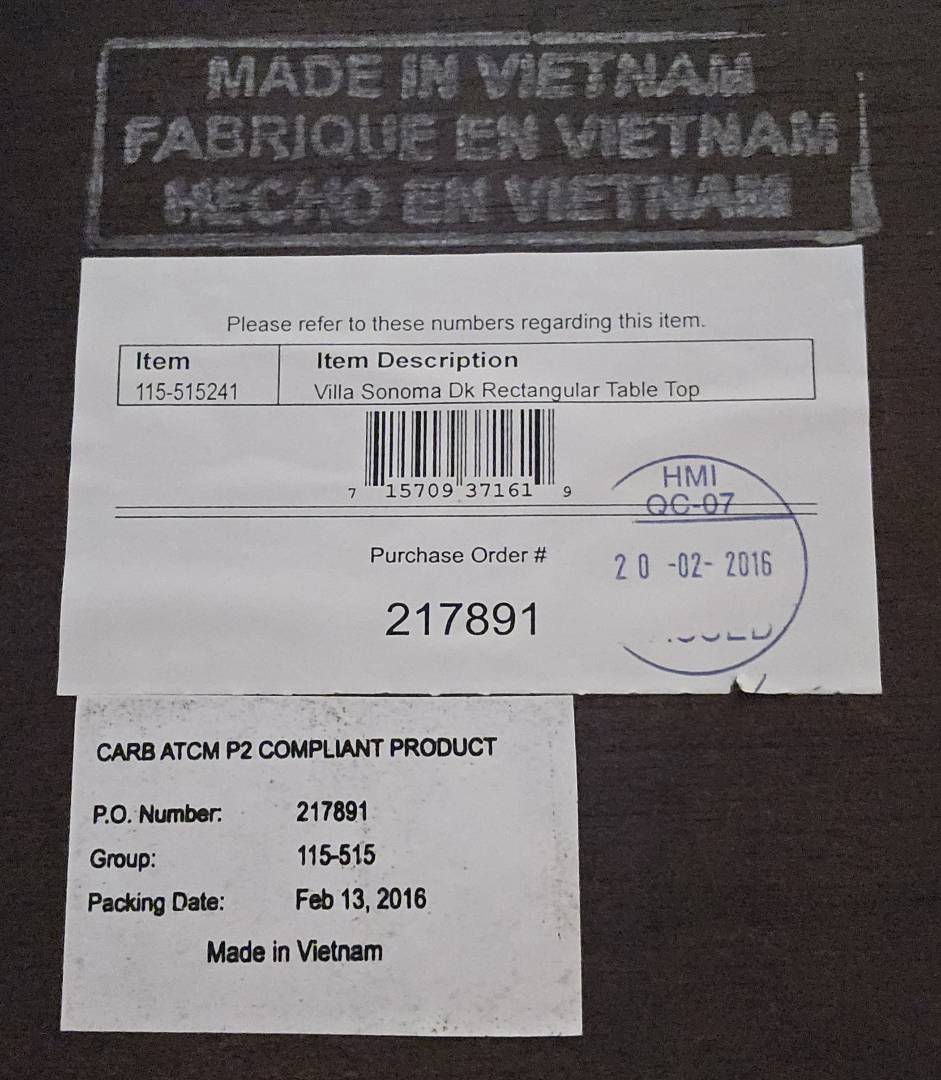 MADE IN VIETNAM
FABRIQUE EN VIETNAM
HECHO EN VIETNAM
Please refer to these numbers regarding this item.
Item Item Description
115-515241 Villa Sonoma Dk Rectangular Table Top
7 15709 37161 9
HMI
QC-07
Purchase Order #
20 -02- 2016
217891
CARB ATCM P2 COMPLIANT PRODUCT
P.O. Number: 217891
Group: 115-515
Packing Date: Feb 13, 2016
Made in Vietnam